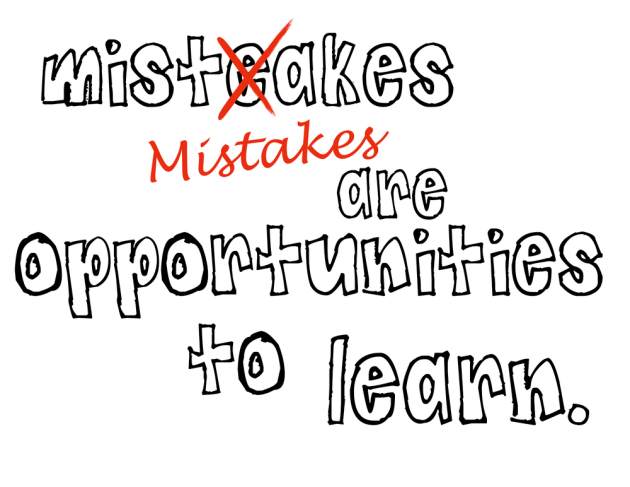 misteakes
Mistakes
are
opportunities
to learn.